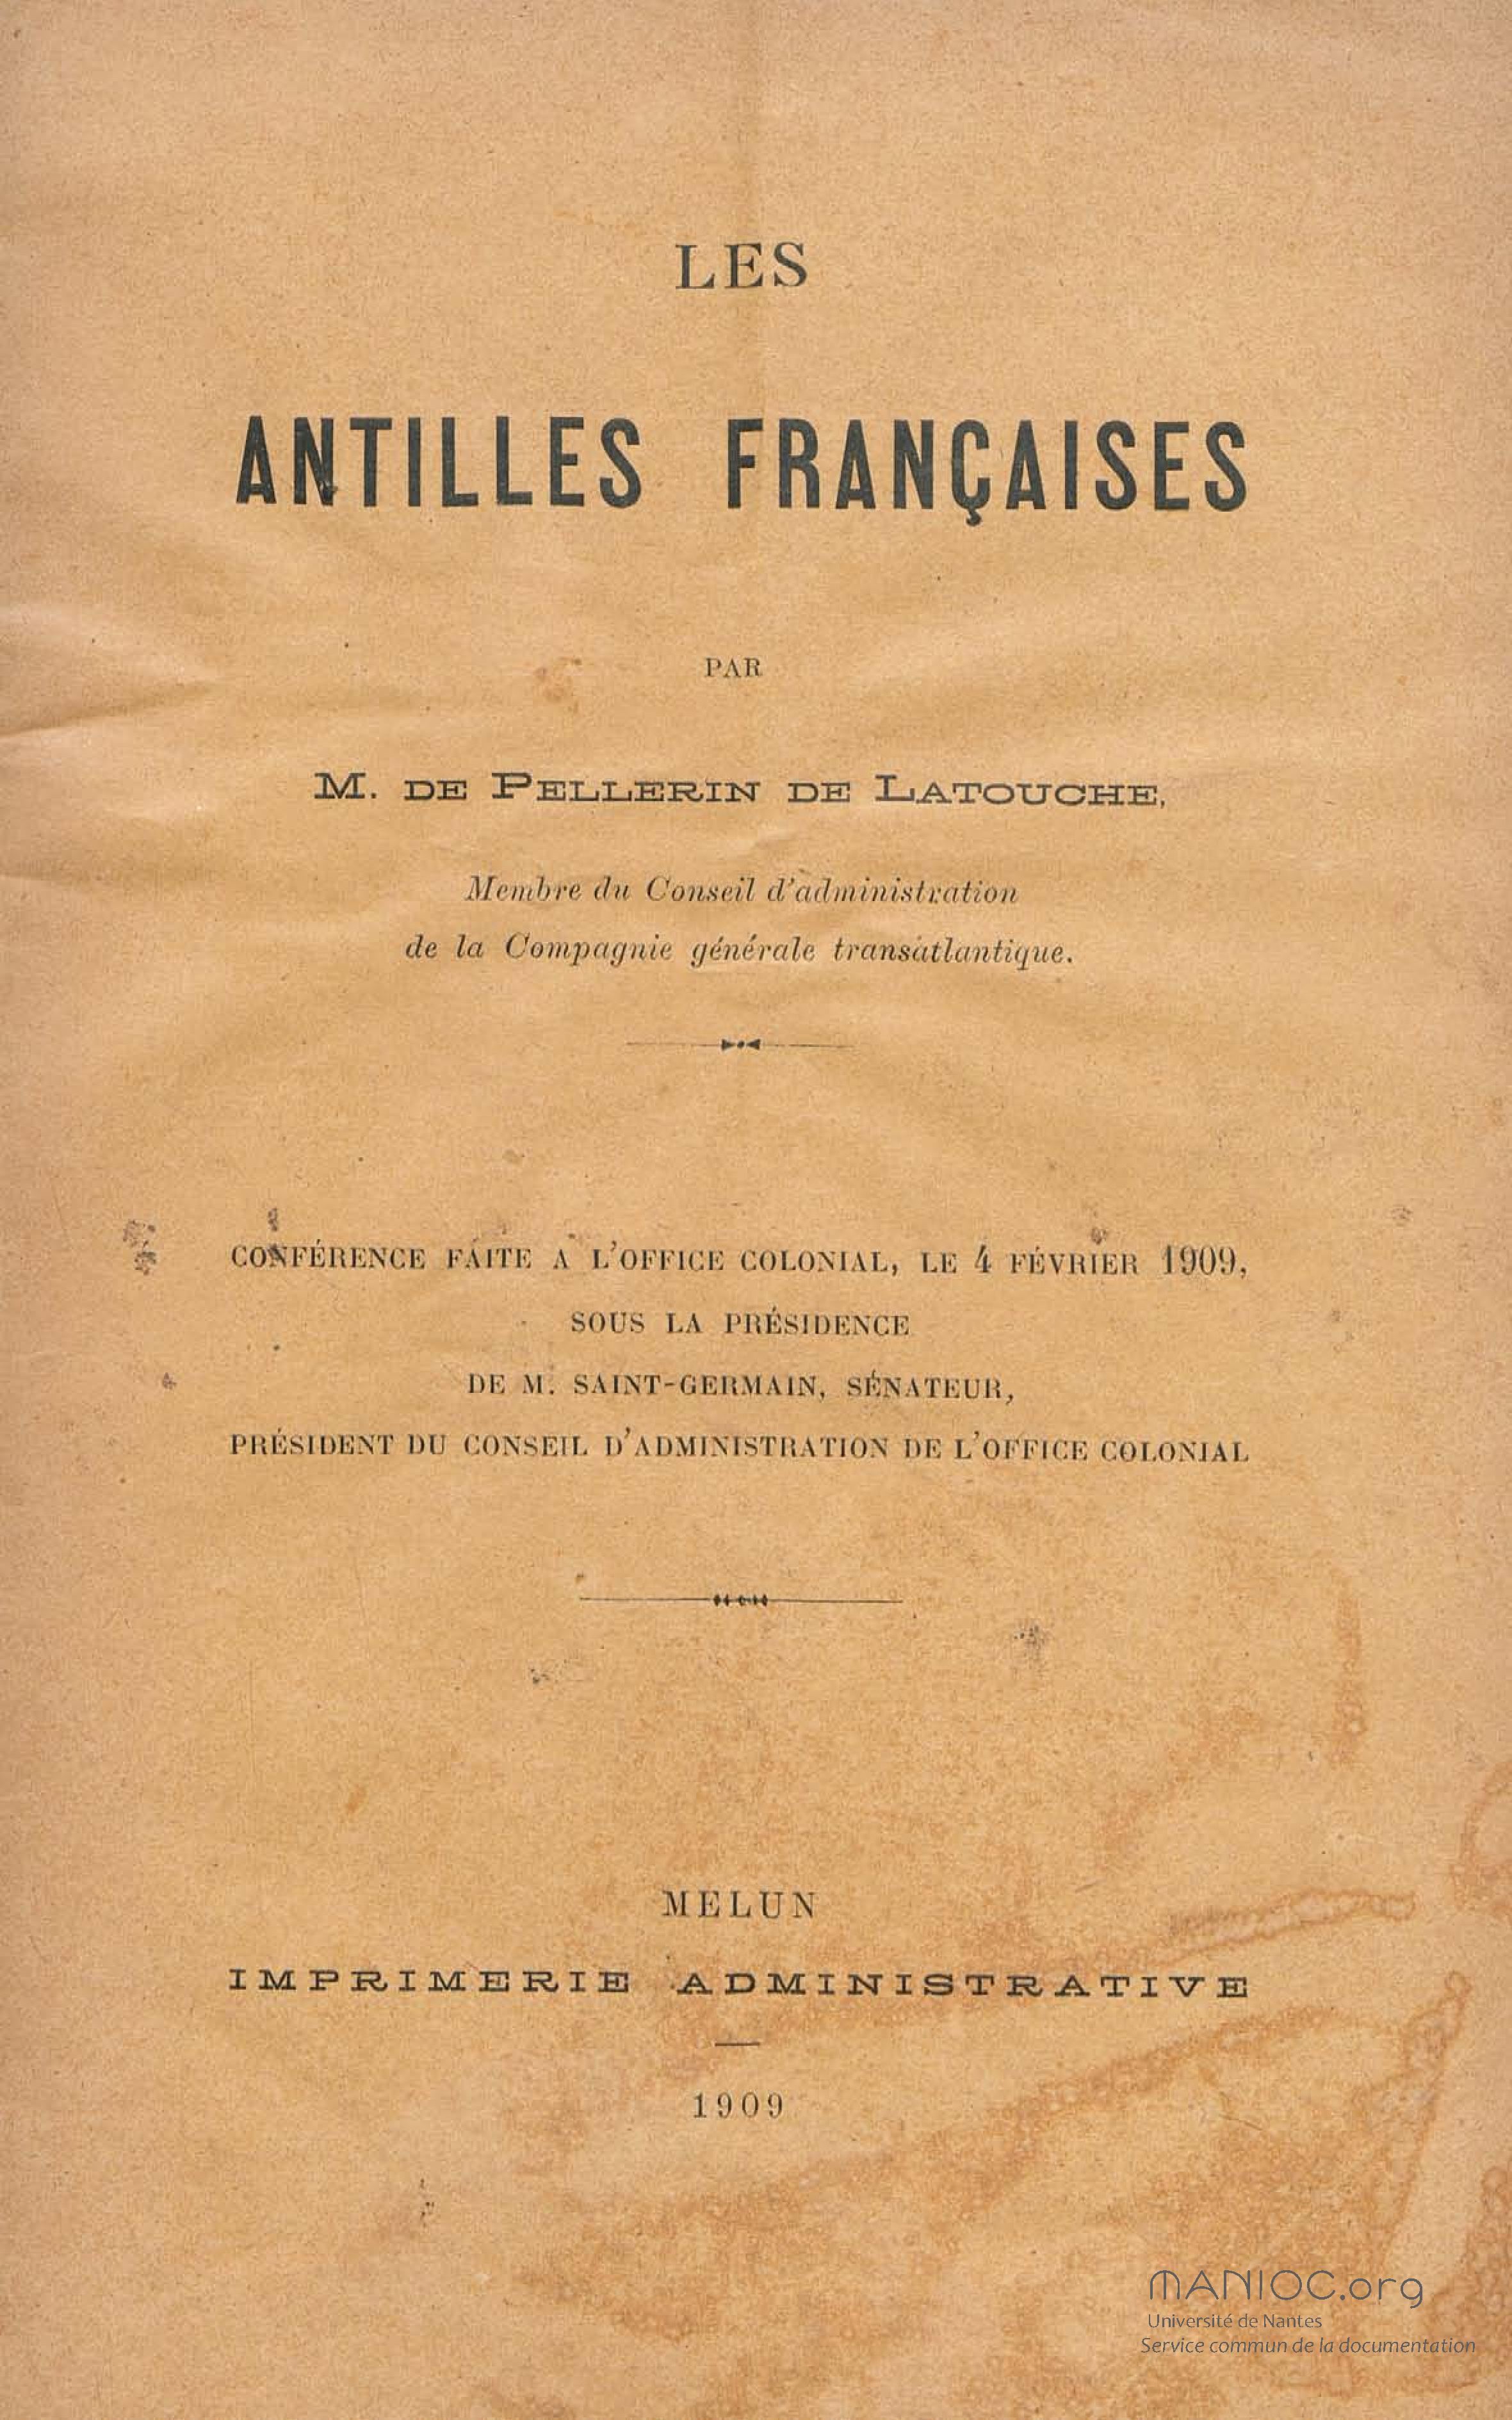 LES
ANTILLES FRANÇAISES
PAR
M. DE PELLERIN DE LATOUCHE,
Membre du Conseil d'administration
de la Compagnie générale transatlantique.
CONFÉRENCE FAITE A L'OFFICE COLONIAL, LE 4 FÉVRIER 1909,
SOUS LA PRÉSIDENCE
DE M. SAINT-GERMAIN, SÉNATEUR,
PRÉSIDENT DU CONSEIL D'ADMINISTRATION DE L'OFFICE COLONIAL
MELUN
IMPRIMERIE ADMINISTRATIVE
1909
MANIOC.org
Université de Nantes
Service commun de la documentation